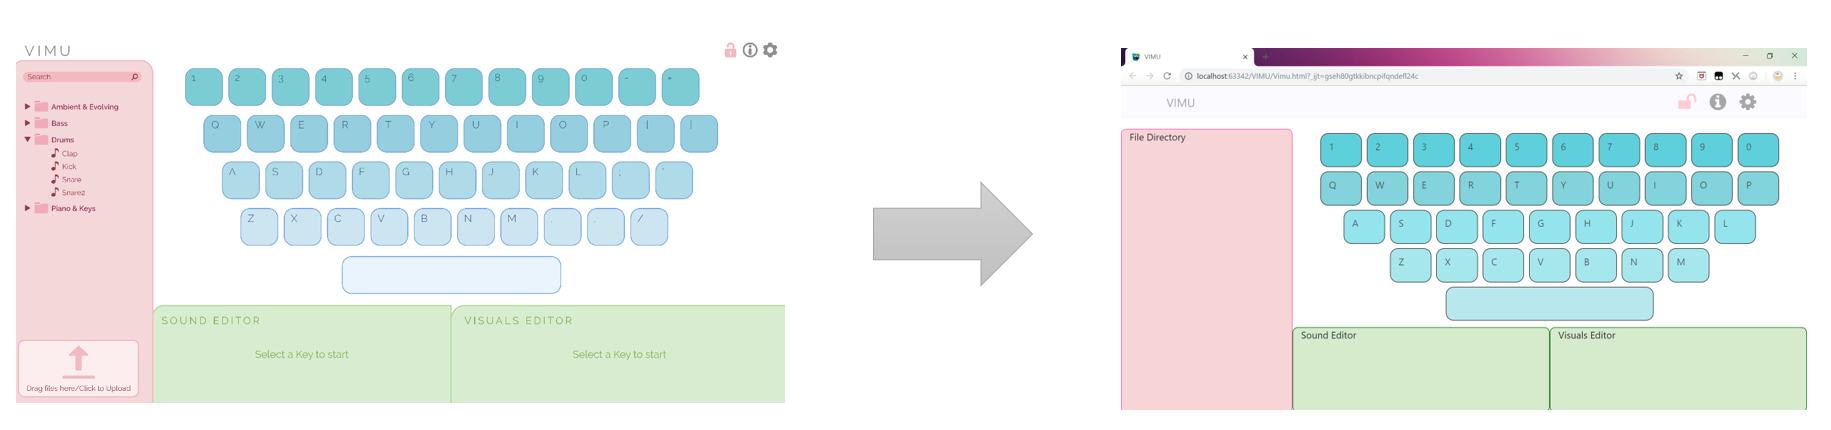 VIMU
Search
Ambient & Evolving
Bass
Drums
Clap
Kick
Snare
Snare2
Piano & Keys
Drag files here/Click to Upload
1 2 3 4 5 6 7 8 9 0 - +
Q W E R T Y U I O P | |
A S D F G H J K L ; '
Z X C V B N M . . /
SOUND EDITOR
Select a Key to start
VISUALS EDITOR
Select a Key to start
VIMU
localhost:63342/VIMU/Vimu.html?_ijt=gseh80gtkkibncpifqndefl24c
VIMU
File Directory
1 2 3 4 5 6 7 8 9 0
Q W E R T Y U I O P
A S D F G H J K L
Z X C V B N M
Sound Editor
Visuals Editor